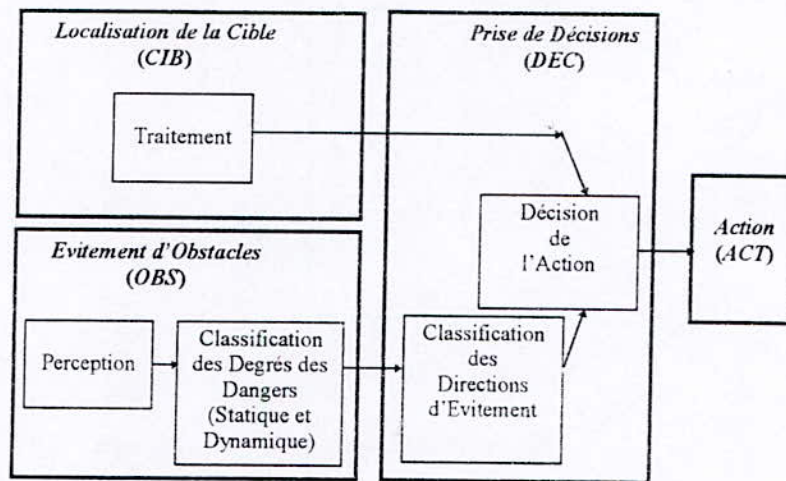 Localisation de la Cible
(CIB)
Traitement
Evitement d'Obstacles
(OBS)
Perception
Classification
des Degrés des
Dangers
(Statique et
Dynamique)
Prise de Décisions
(DEC)
Décision
de
l'Action
Classification
des
Directions
d'Evitement
Action
(ACT)